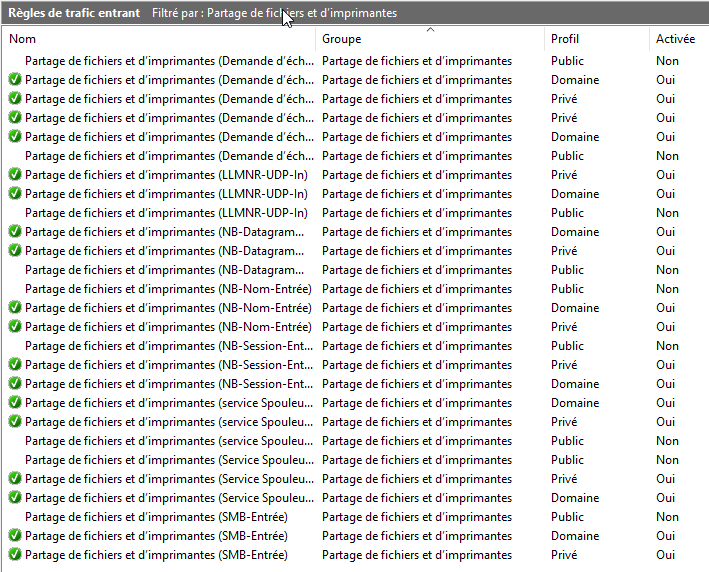 Règles de trafic entrant Filtré par : Partage de fichiers et d'imprimantes
Nom Groupe Profil Activée
Partage de fichiers et d'imprimantes (Demande d'éch... Partage de fichiers et d'imprimantes Public Non
Partage de fichiers et d'imprimantes (Demande d'éch... Partage de fichiers et d'imprimantes Domaine Oui
Partage de fichiers et d'imprimantes (Demande d'éch... Partage de fichiers et d'imprimantes Privé Oui
Partage de fichiers et d'imprimantes (Demande d'éch... Partage de fichiers et d'imprimantes Privé Oui
Partage de fichiers et d'imprimantes (Demande d'éch... Partage de fichiers et d'imprimantes Domaine Oui
Partage de fichiers et d'imprimantes (Demande d'éch... Partage de fichiers et d'imprimantes Public Non
Partage de fichiers et d'imprimantes (LLMNR-UDP-In) Partage de fichiers et d'imprimantes Privé Oui
Partage de fichiers et d'imprimantes (LLMNR-UDP-In) Partage de fichiers et d'imprimantes Domaine Oui
Partage de fichiers et d'imprimantes (LLMNR-UDP-In) Partage de fichiers et d'imprimantes Public Non
Partage de fichiers et d'imprimantes (NB-Datagram... Partage de fichiers et d'imprimantes Domaine Oui
Partage de fichiers et d'imprimantes (NB-Datagram... Partage de fichiers et d'imprimantes Privé Oui
Partage de fichiers et d'imprimantes (NB-Datagram... Partage de fichiers et d'imprimantes Public Non
Partage de fichiers et d'imprimantes (NB-Nom-Entrée) Partage de fichiers et d'imprimantes Public Non
Partage de fichiers et d'imprimantes (NB-Nom-Entrée) Partage de fichiers et d'imprimantes Domaine Oui
Partage de fichiers et d'imprimantes (NB-Nom-Entrée) Partage de fichiers et d'imprimantes Privé Oui
Partage de fichiers et d'imprimantes (NB-Session-Ent... Partage de fichiers et d'imprimantes Public Non
Partage de fichiers et d'imprimantes (NB-Session-Ent... Partage de fichiers et d'imprimantes Privé Oui
Partage de fichiers et d'imprimantes (NB-Session-Ent... Partage de fichiers et d'imprimantes Domaine Oui
Partage de fichiers et d'imprimantes (service Spouleu... Partage de fichiers et d'imprimantes Domaine Oui
Partage de fichiers et d'imprimantes (service Spouleu... Partage de fichiers et d'imprimantes Privé Oui
Partage de fichiers et d'imprimantes (service Spouleu... Partage de fichiers et d'imprimantes Public Non
Partage de fichiers et d'imprimantes (Service Spouleu... Partage de fichiers et d'imprimantes Public Non
Partage de fichiers et d'imprimantes (Service Spouleu... Partage de fichiers et d'imprimantes Privé Oui
Partage de fichiers et d'imprimantes (Service Spouleu... Partage de fichiers et d'imprimantes Domaine Oui
Partage de fichiers et d'imprimantes (SMB-Entrée) Partage de fichiers et d'imprimantes Public Non
Partage de fichiers et d'imprimantes (SMB-Entrée) Partage de fichiers et d'imprimantes Domaine Oui
Partage de fichiers et d'imprimantes (SMB-Entrée) Partage de fichiers et d'imprimantes Privé Oui